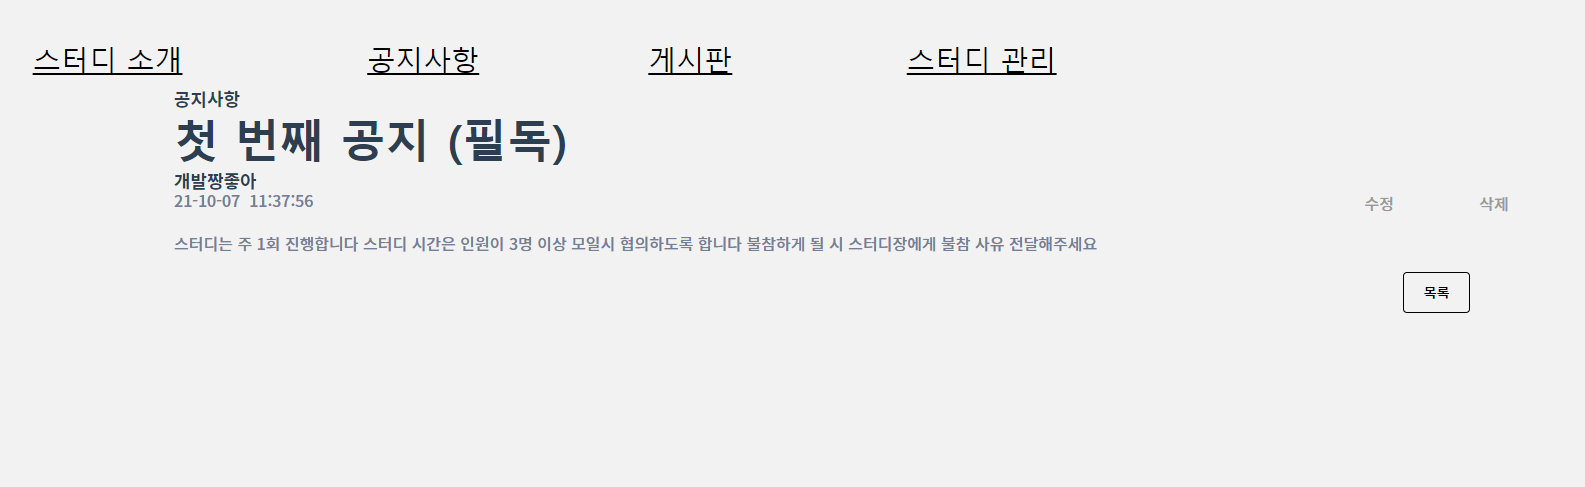 스터디 소개 공지사항 게시판 스터디 관리
공지사항
첫 번째 공지 (필독)
개발짱좋아
21-10-07 11:37:56
수정 삭제
스터디는 주 1회 진행합니다 스터디 시간은 인원이 3명 이상 모일시 협의하도록 합니다 불참하게 될 시 스터디장에게 불참 사유 전달해주세요
목록